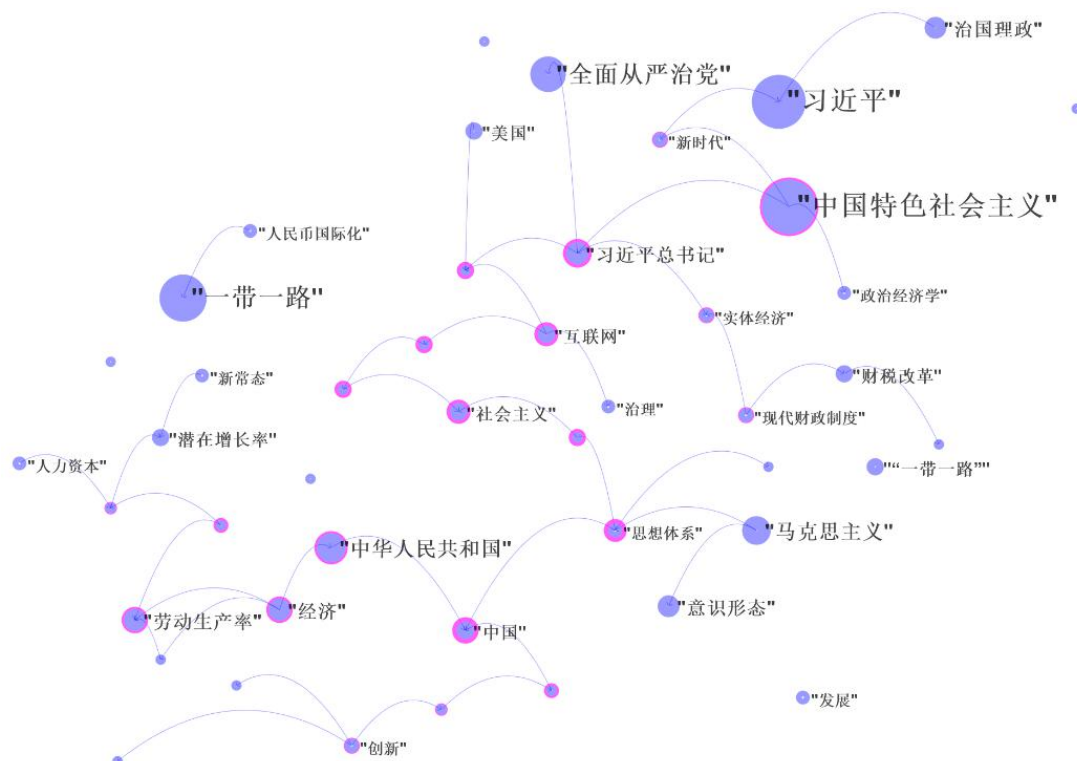 "治国理政"
"全面从严治党"
"习近平"
"美国"
"新时代"
"中国特色社会主义"
"人民币国际化"
"习近平总书记"
"一带一路"
"政治经济学"
"实体经济"
"互联网"
"新常态"
"财税改革"
"治理"
"社会主义"
"现代财政制度"
"潜在增长率"
"人力资本"
"“一带一路”"
"思想体系"
"马克思主义"
"中华人民共和国"
"意识形态"
"经济"
"劳动生产率"
"中国"
"发展"
"创新"